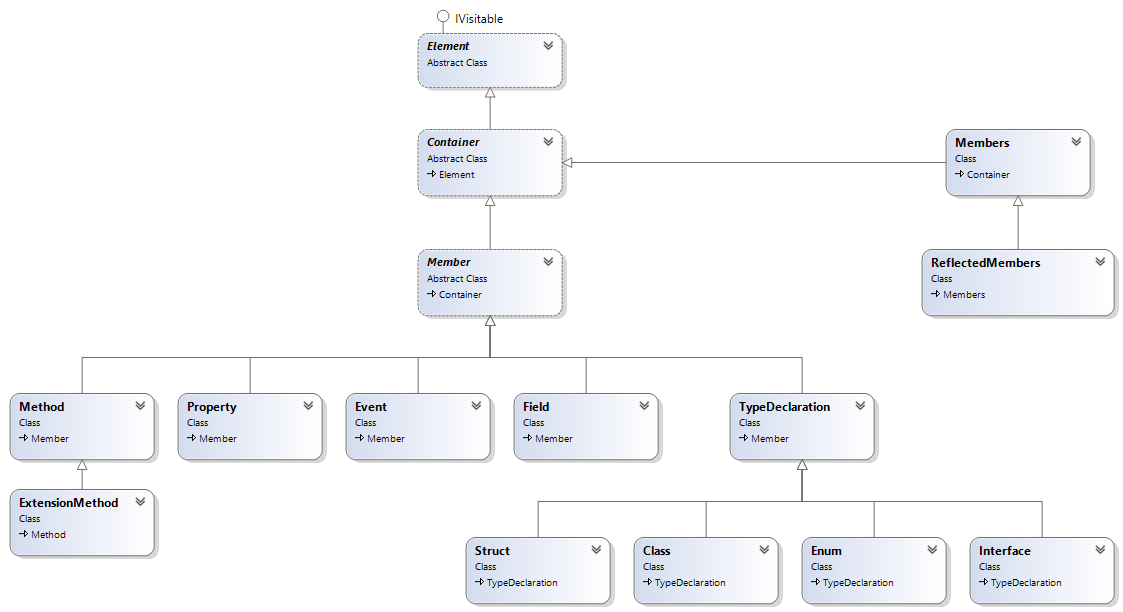 IVisitable
Element
Abstract Class
Container
Abstract Class
Element
Members
Class
Container
Member
Abstract Class
Container
ReflectedMembers
Class
Members
Method
Class
Member
Property
Class
Member
Event
Class
Member
Field
Class
Member
TypeDeclaration
Class
Member
ExtensionMethod
Class
Method
Struct
Class
TypeDeclaration
Class
Class
TypeDeclaration
Enum
Class
TypeDeclaration
Interface
Class
TypeDeclaration